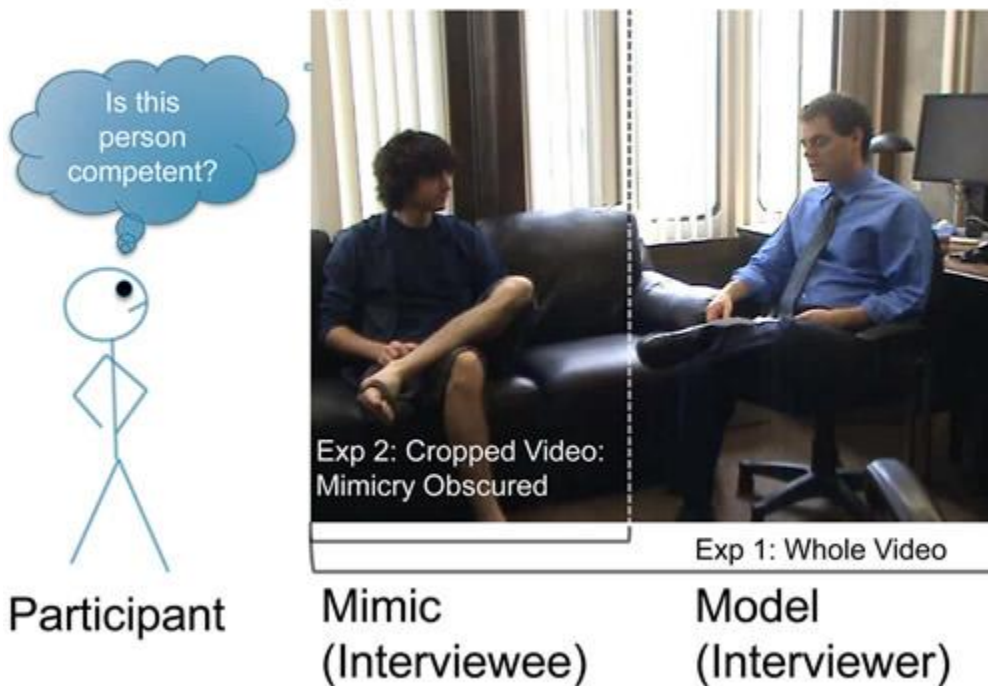 Is this
person
competent?
Exp 2: Cropped Video:
Mimicry Obscured
Exp 1: Whole Video
Participant
Mimic
(Interviewee)
Model
(Interviewer)